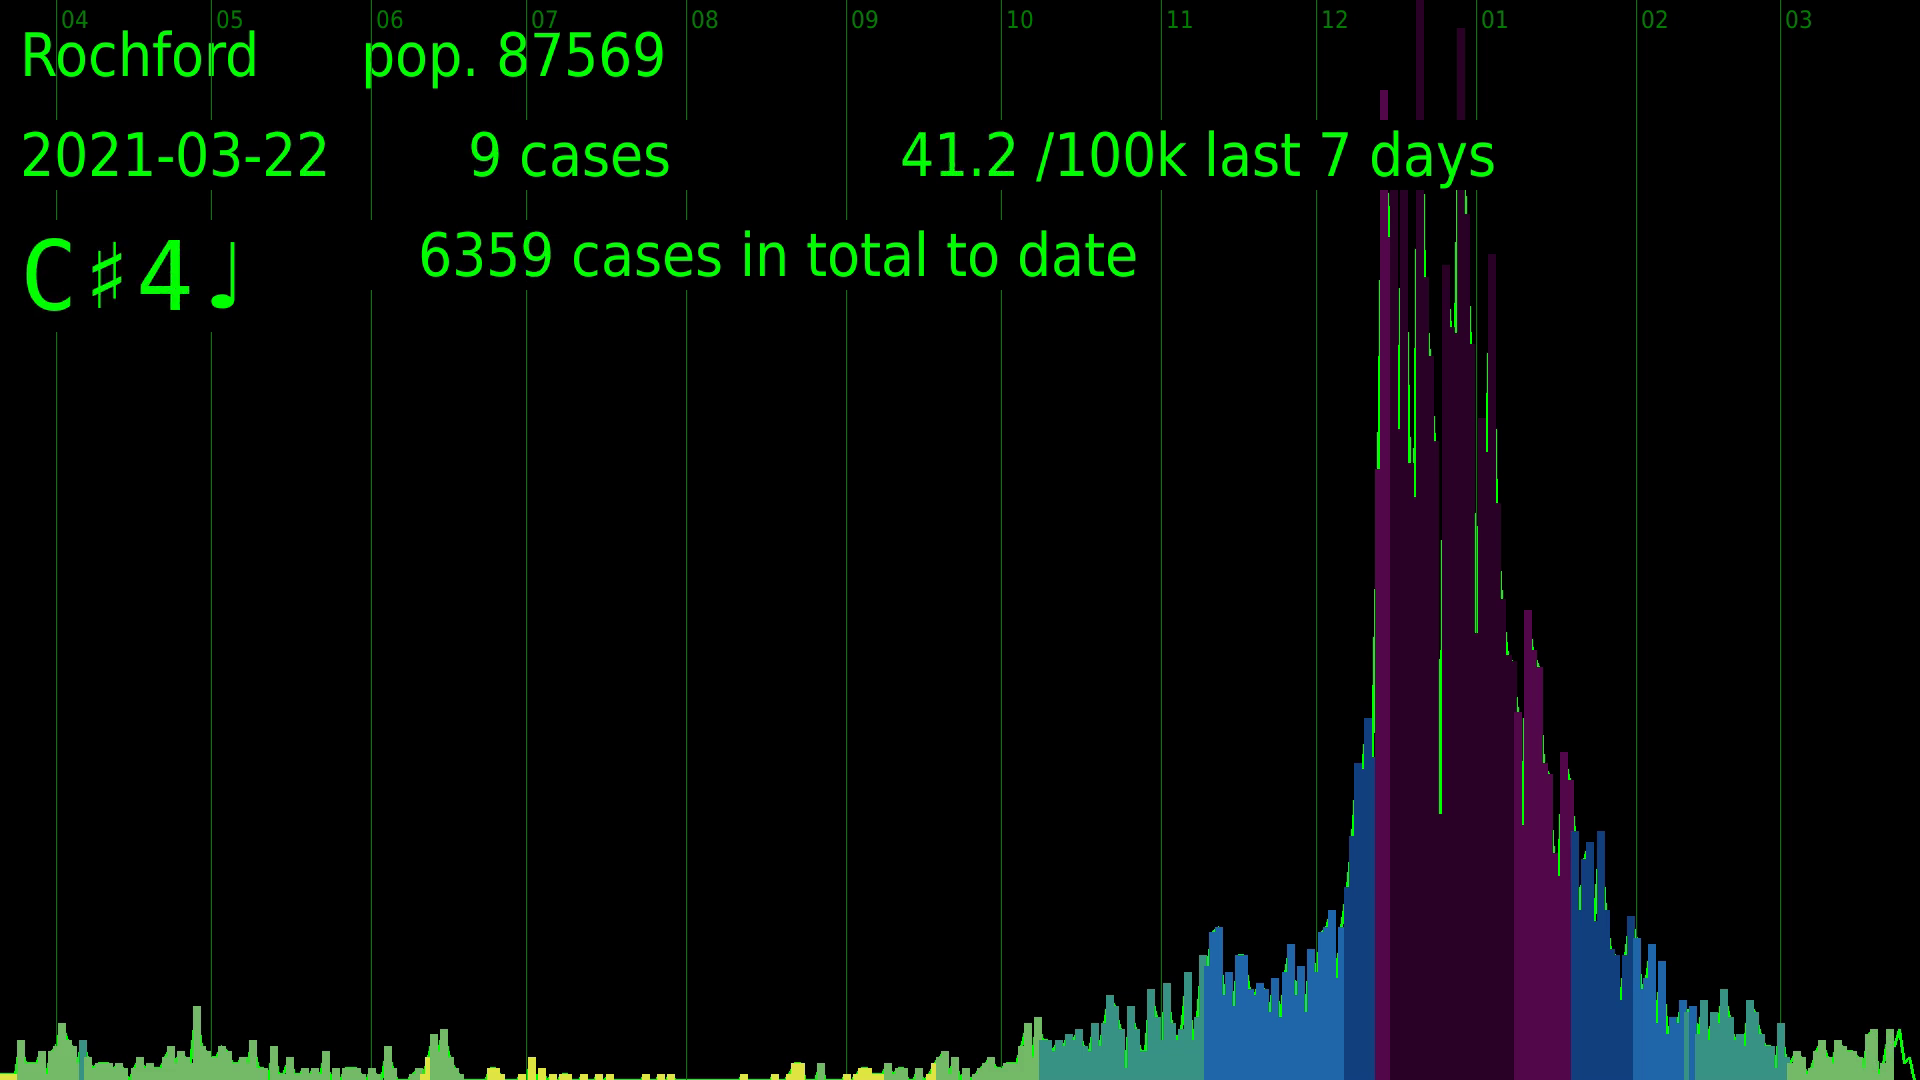 04 05 06 07 08 09 10 11 12 01 02 03
Rochford pop. 87569
2021-03-22 9 cases 41.2 /100k last 7 days
C♯4♩ 6359 cases in total to date